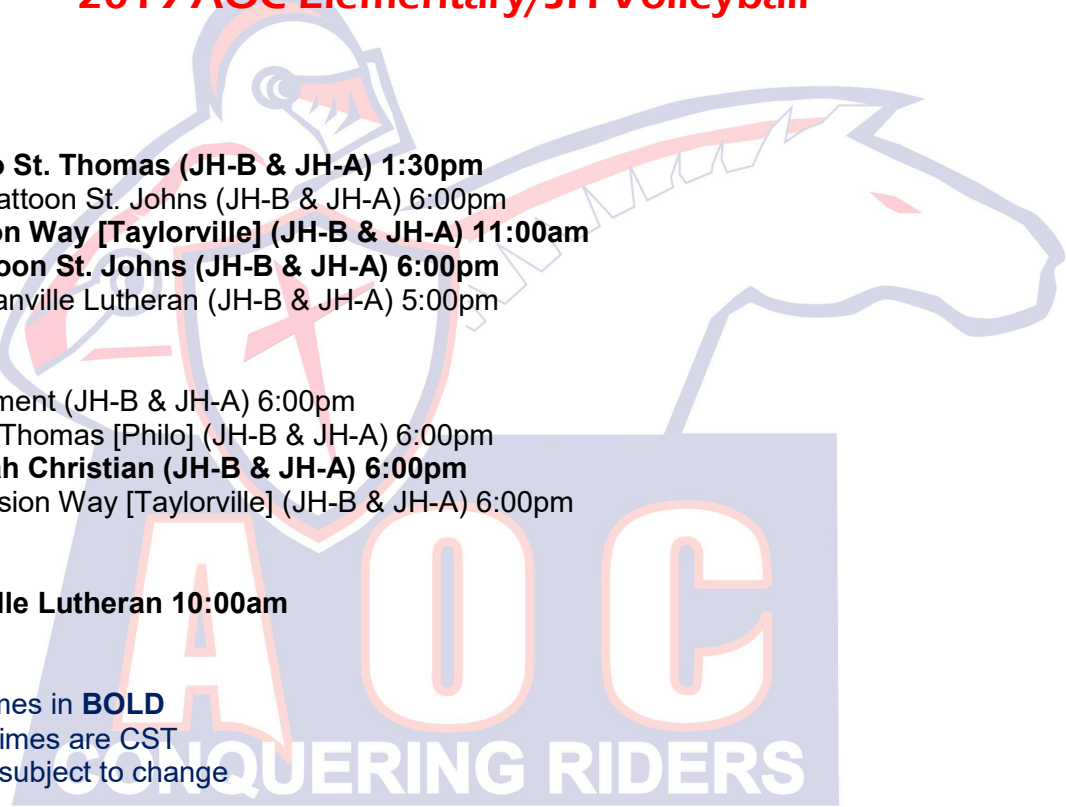 2019 AOC Elementary/JH Volleyball
St. Thomas (JH-B & JH-A) 1:30pm
attoon St. Johns (JH-B & JH-A) 6:00pm
on Way [Taylorville] (JH-B & JH-A) 11:00am
oon St. Johns (JH-B & JH-A) 6:00pm
anville Lutheran (JH-B & JH-A) 5:00pm
ment (JH-B & JH-A) 6:00pm
Thomas [Philo] (JH-B & JH-A) 6:00pm
ah Christian (JH-B & JH-A) 6:00pm
sion Way [Taylorville] (JH-B & JH-A) 6:00pm
lle Lutheran 10:00am
mes in BOLD
imes are CST
subject to change
AOC
CONQUERING RIDERS